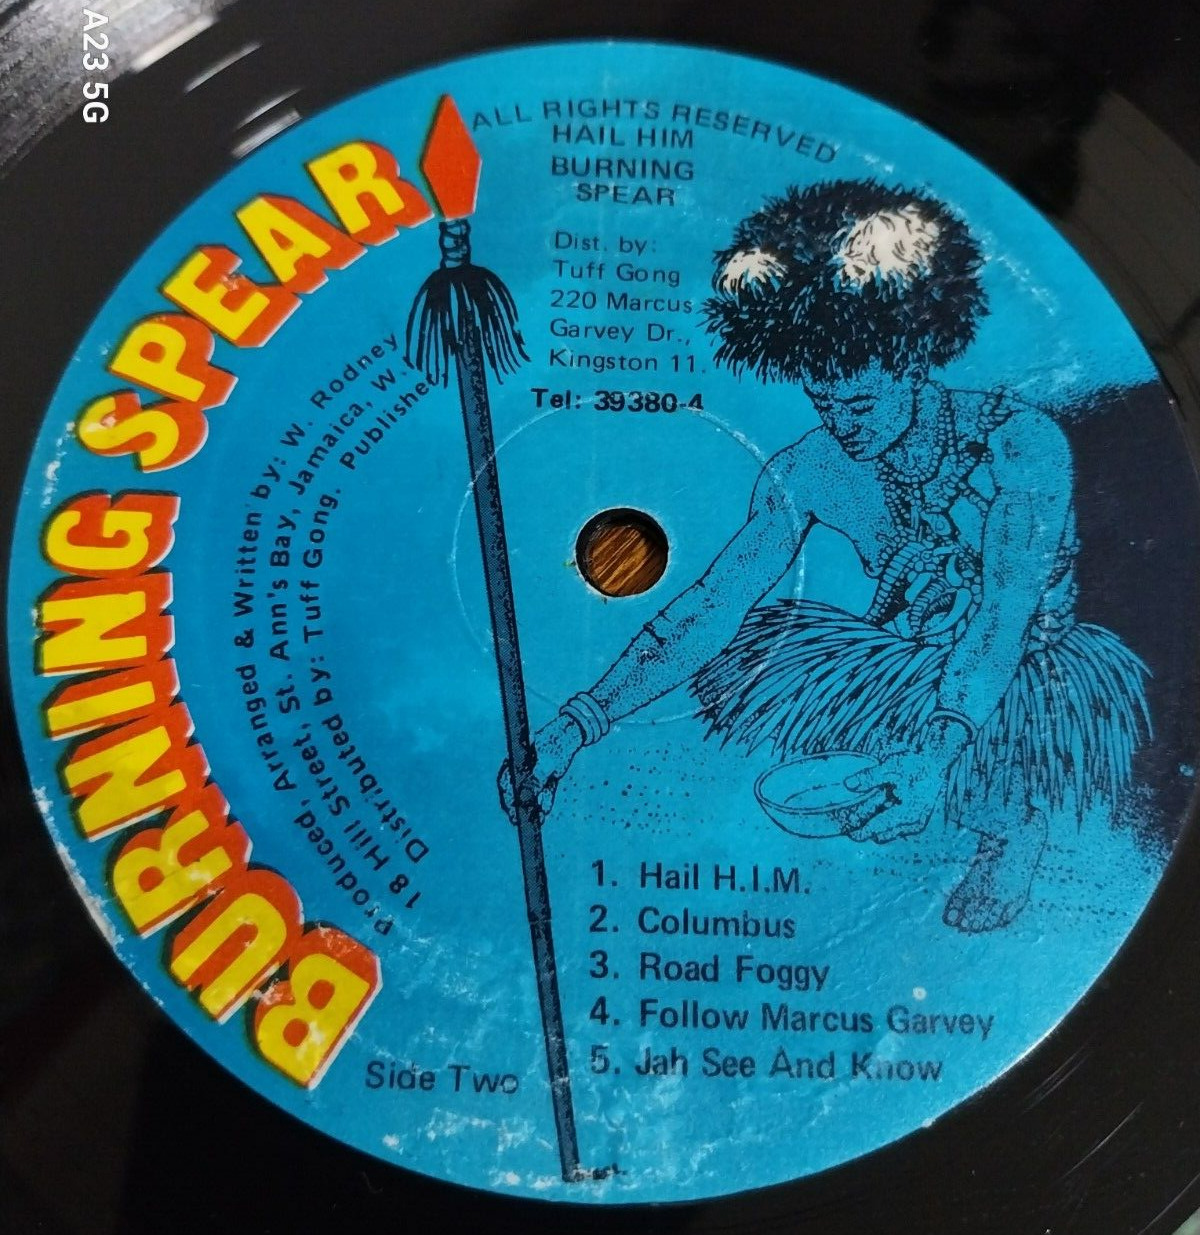 A23 5G
BURNING SPEAR
ALL RIGHTS RESERVED
HAIL HIM
BURNING
SPEAR
Dist. by:
Tuff Gong
220 Marcus
Garvey Dr.,
Kingston 11.
Tel: 39380-4
Produced, Arranged & Written by: W. Rodney
18 Hill Street, St. Ann's Bay, Jamaica, W.
Distributed by: Tuff Gong. Publisher
1. Hail H.I.M.
2. Columbus
3. Road Foggy
4. Follow Marcus Garvey
5. Jah See And Know
Side Two